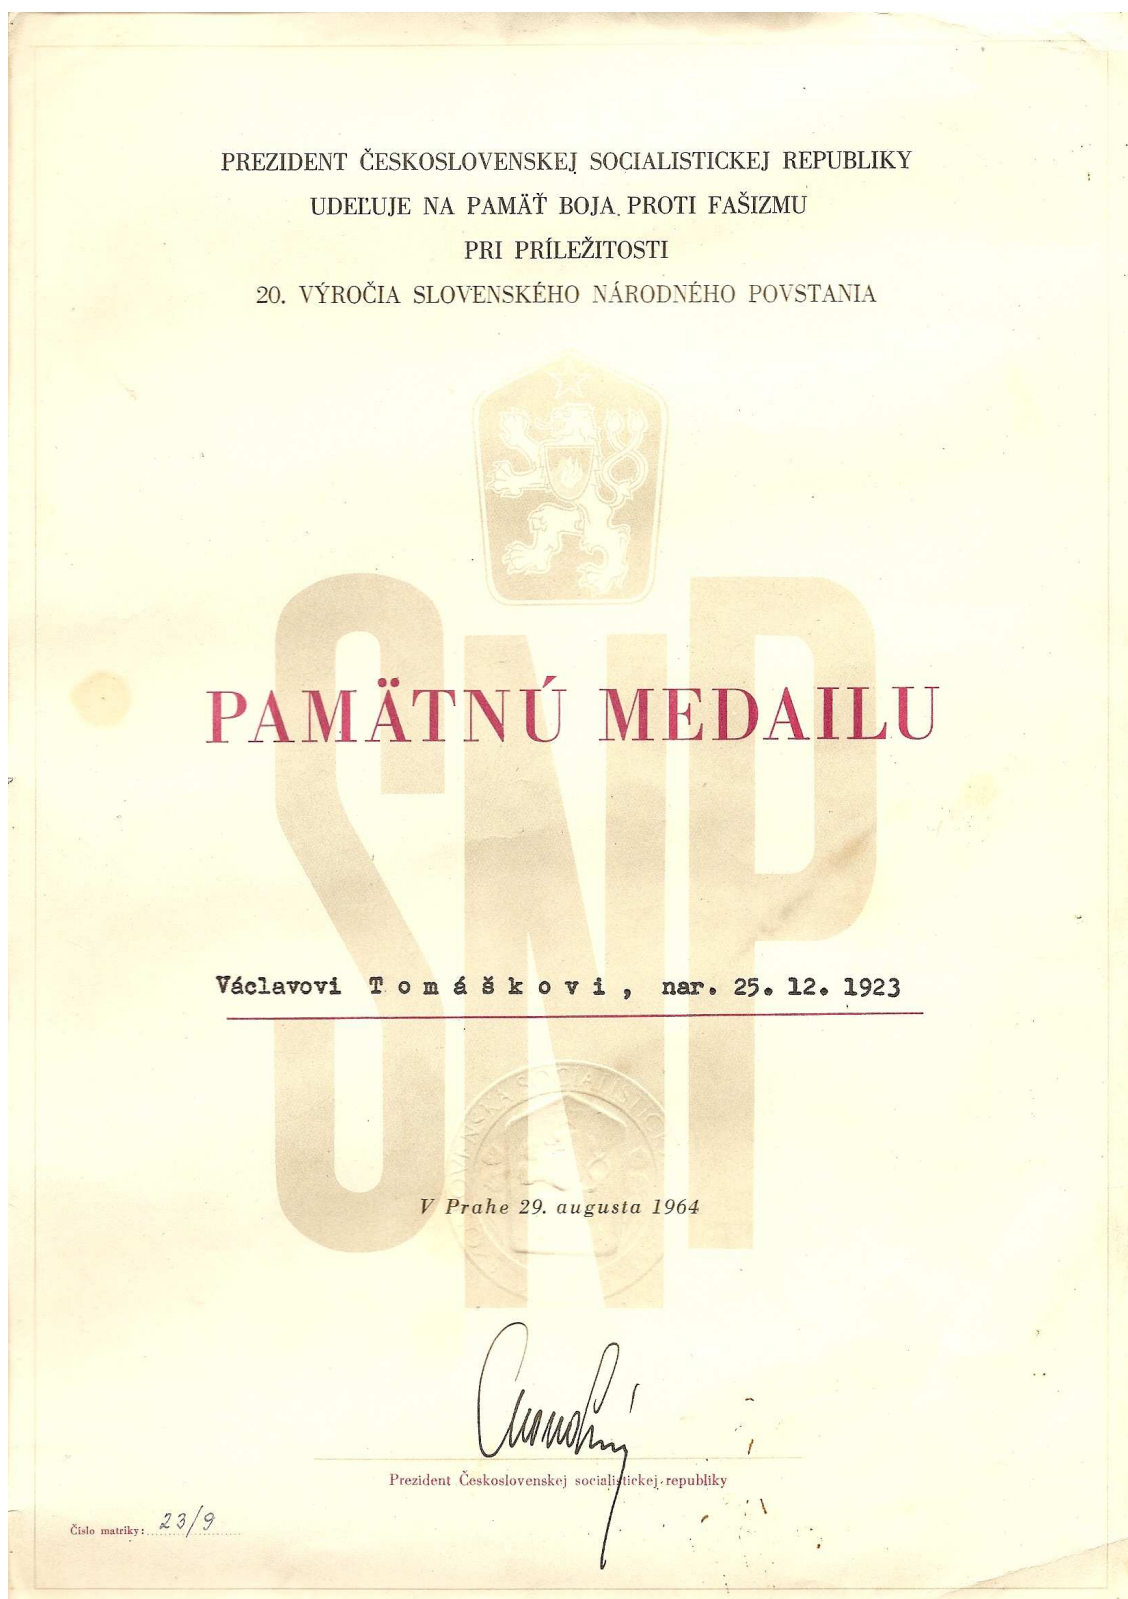 PREZIDENT ČESKOSLOVENSKEJ SOCIALISTICKEJ REPUBLIKY
UDEĽUJE NA PAMÄŤ BOJA PROTI FAŠIZMU
PRI PRÍLEŽITOSTI
20. VÝROČIA SLOVENSKÉHO NÁRODNÉHO POVSTANIA
SNP
PAMÄTNÚ MEDAILU
Václavovi Tomáškovi, nar. 25. 12. 1923
V Prahe 29. augusta 1964
Prezident Československej socialistickej republiky
Číslo matriky: 23/9